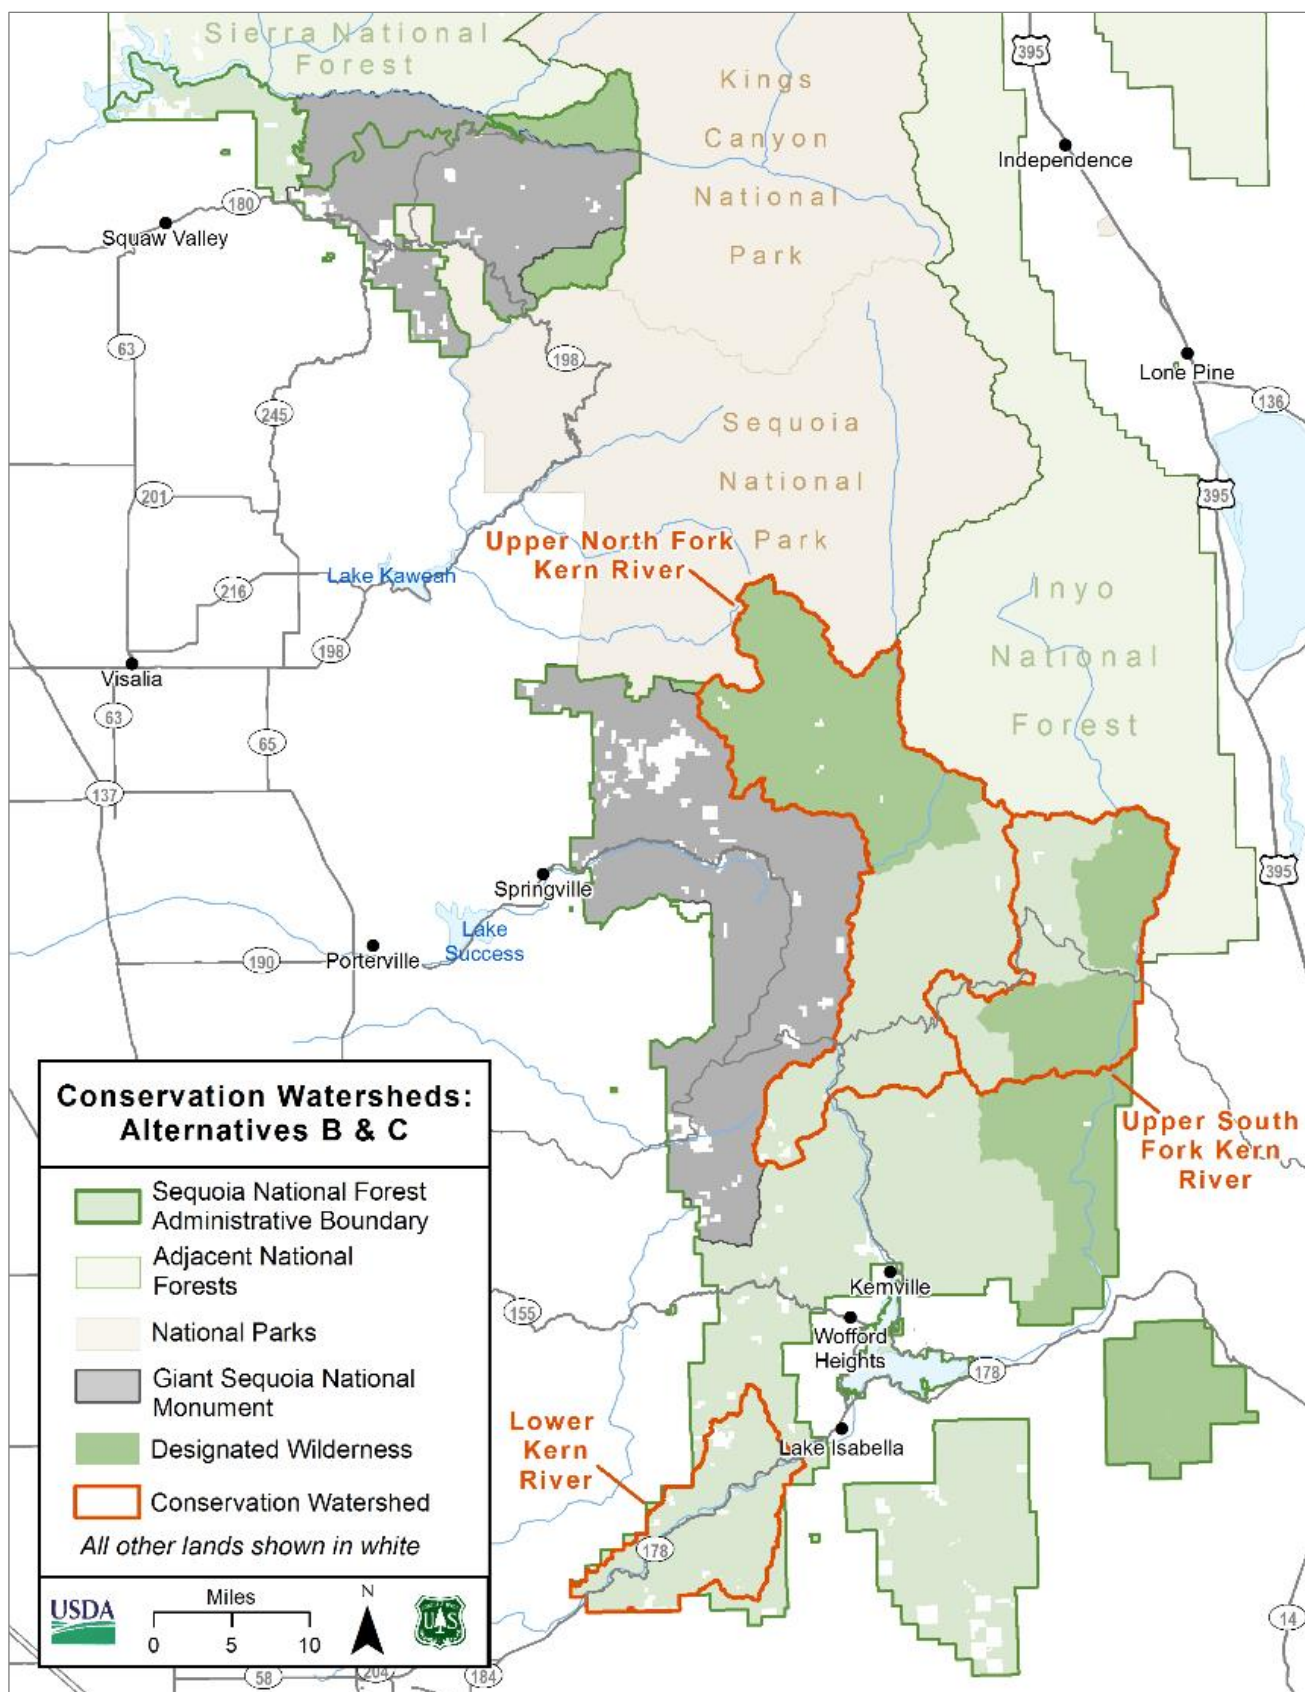 Sierra National
Forest
Kings
Canyon
National
Park
395
Independence
180
Squaw Valley
63
198
Lone Pine
136
245
Sequoia
National
Park
201
395
Upper North Fork
Kern River
Lake Kaweah
216
Inyo
National
Forest
198
Visalia
63
65
137
395
Springville
Lake
Success
190
Porterville
Conservation Watersheds:
Alternatives B & C
Sequoia National Forest
Administrative Boundary
Adjacent National
Forests
National Parks
Giant Sequoia National
Monument
Designated Wilderness
Conservation Watershed
All other lands shown in white
USDA
Miles
0 5 10
N
US
Upper South
Fork Kern
River
Kernville
155
Wofford
Heights
178
Lower
Kern
River
Lake Isabella
178
14
58
204
184